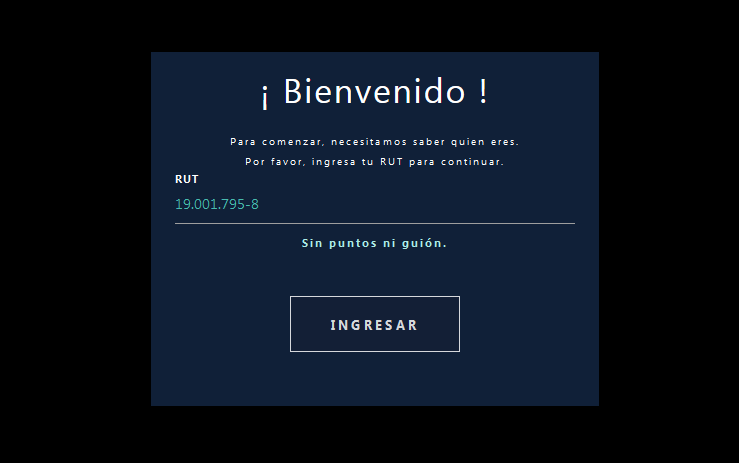 ¡ Bienvenido !
Para comenzar, necesitamos saber quien eres.
Por favor, ingresa tu RUT para continuar.
RUT
19.001.795-8
Sin puntos ni guión.
INGRESAR